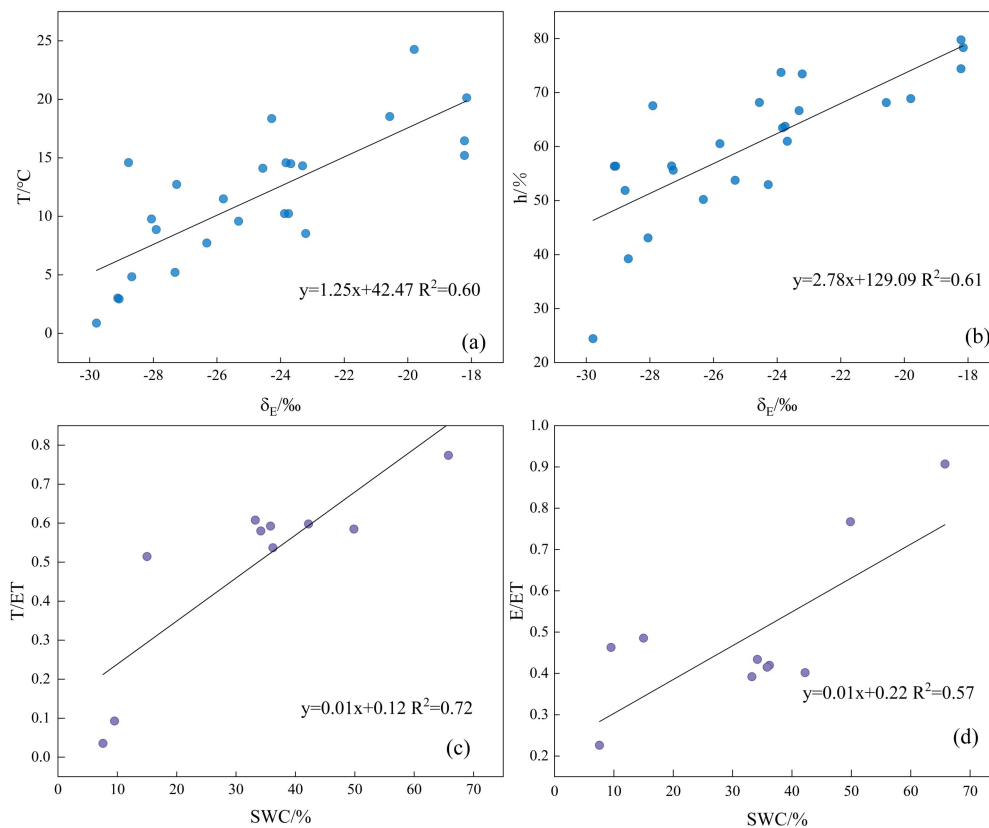 25
20
15
10
5
0
T/°C
y=1.25x+42.47 R²=0.60
(a)
-30 -28 -26 -24 -22 -20 -18
δE/‰
80
70
60
50
40
30
20
h/%
y=2.78x+129.09 R²=0.61
(b)
-30 -28 -26 -24 -22 -20 -18
δE/‰
0.8
0.7
0.6
0.5
0.4
0.3
0.2
0.1
0.0
T/ET
y=0.01x+0.12 R²=0.72
(c)
0 10 20 30 40 50 60 70
SWC/%
1.0
0.9
0.8
0.7
0.6
0.5
0.4
0.3
0.2
E/ET
y=0.01x+0.22 R²=0.57
(d)
0 10 20 30 40 50 60 70
SWC/%